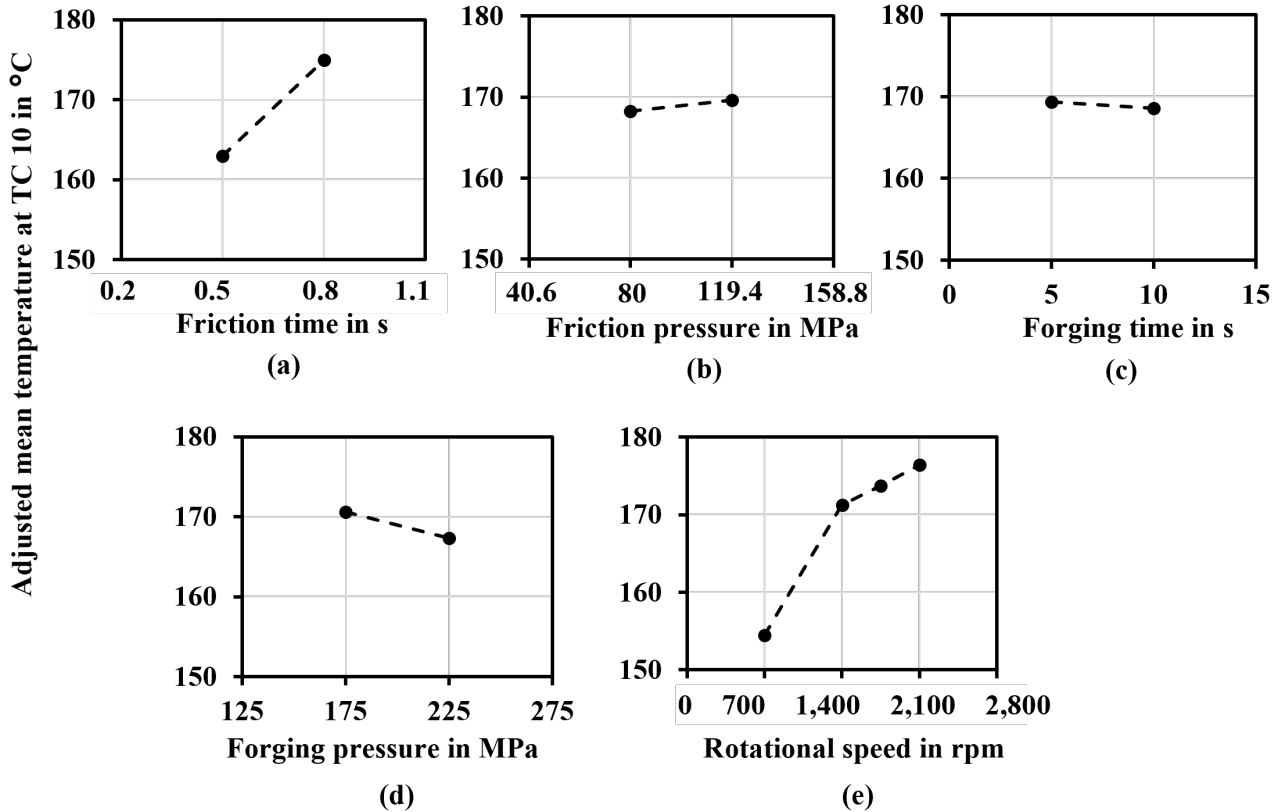 Adjusted mean temperature at TC 10 in °C
180
170
160
150
0.2 0.5 0.8 1.1
Friction time in s
(a)
180
170
160
150
40.6 80 119.4 158.8
Friction pressure in MPa
(b)
180
170
160
150
0 5 10 15
Forging time in s
(c)
180
170
160
150
125 175 225 275
Forging pressure in MPa
(d)
180
170
160
150
0 700 1,400 2,100 2,800
Rotational speed in rpm
(e)